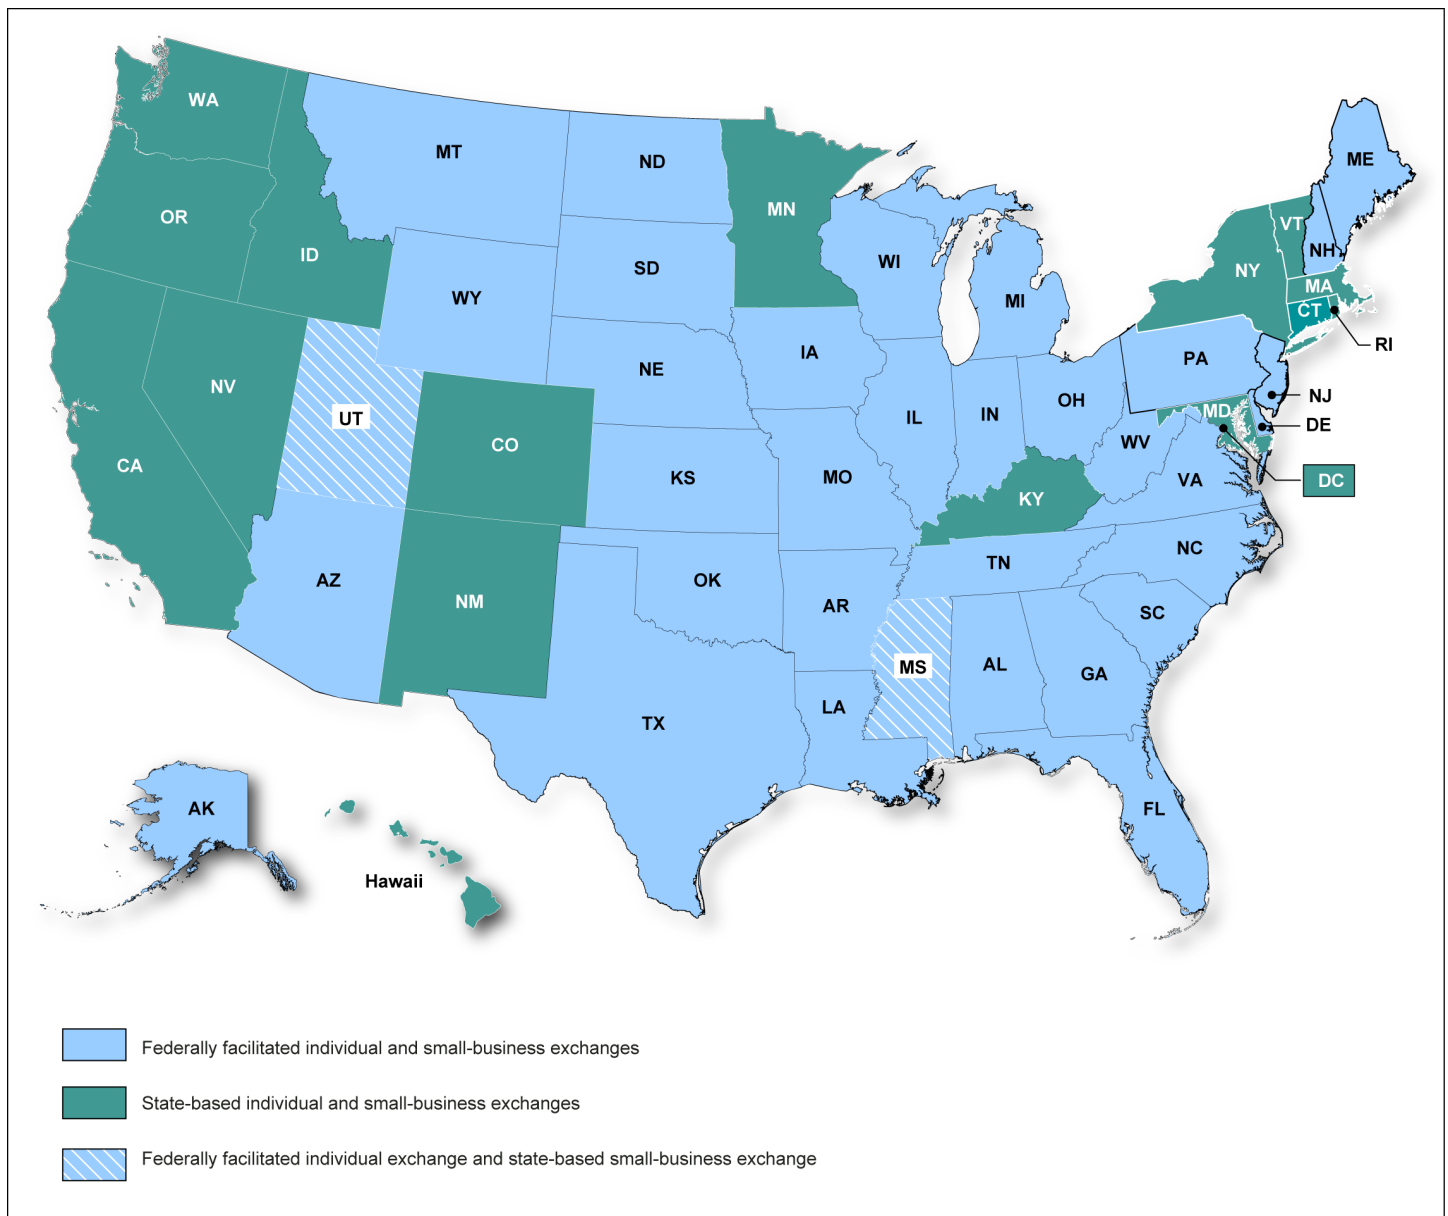 WA
MT
ND
ME
OR
MN
VT
ID
NH
WI
SD
NY
MA
WY
MI
CT
RI
IA
PA
NE
NV
NJ
UT
OH
MD
IL
IN
DE
CO
WV
CA
KS
MO
VA
DC
KY
NC
TN
AZ
OK
NM
AR
SC
MS
AL
GA
LA
TX
AK
FL
Hawaii
Federally facilitated individual and small-business exchanges
State-based individual and small-business exchanges
Federally facilitated individual exchange and state-based small-business exchange